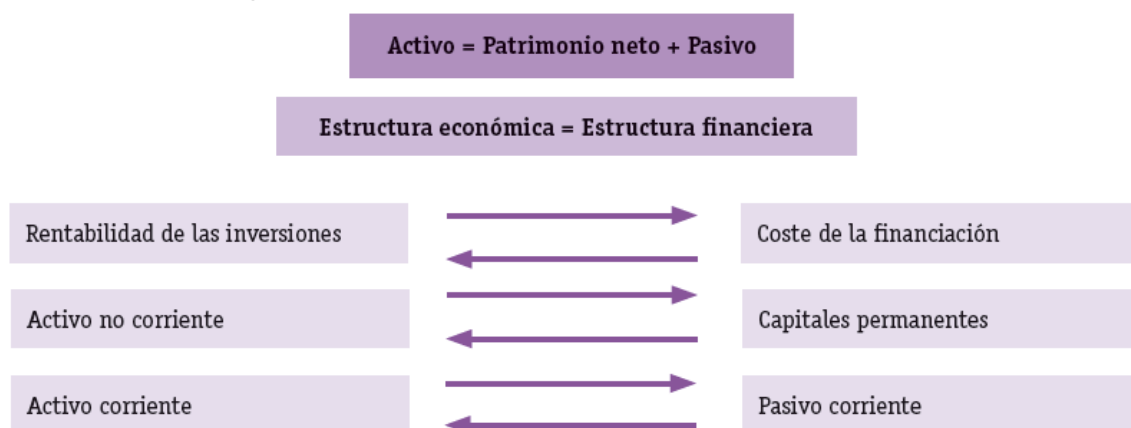 Activo = Patrimonio neto + Pasivo
Estructura económica = Estructura financiera
Rentabilidad de las inversiones
Coste de la financiación
Activo no corriente
Capitales permanentes
Activo corriente
Pasivo corriente